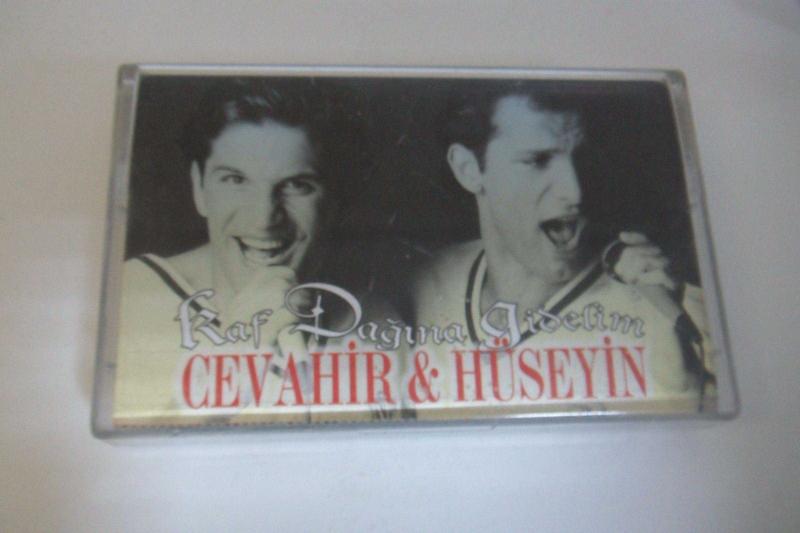 Kaf Dağına gidelim
CEVAHİR & HÜSEYİN